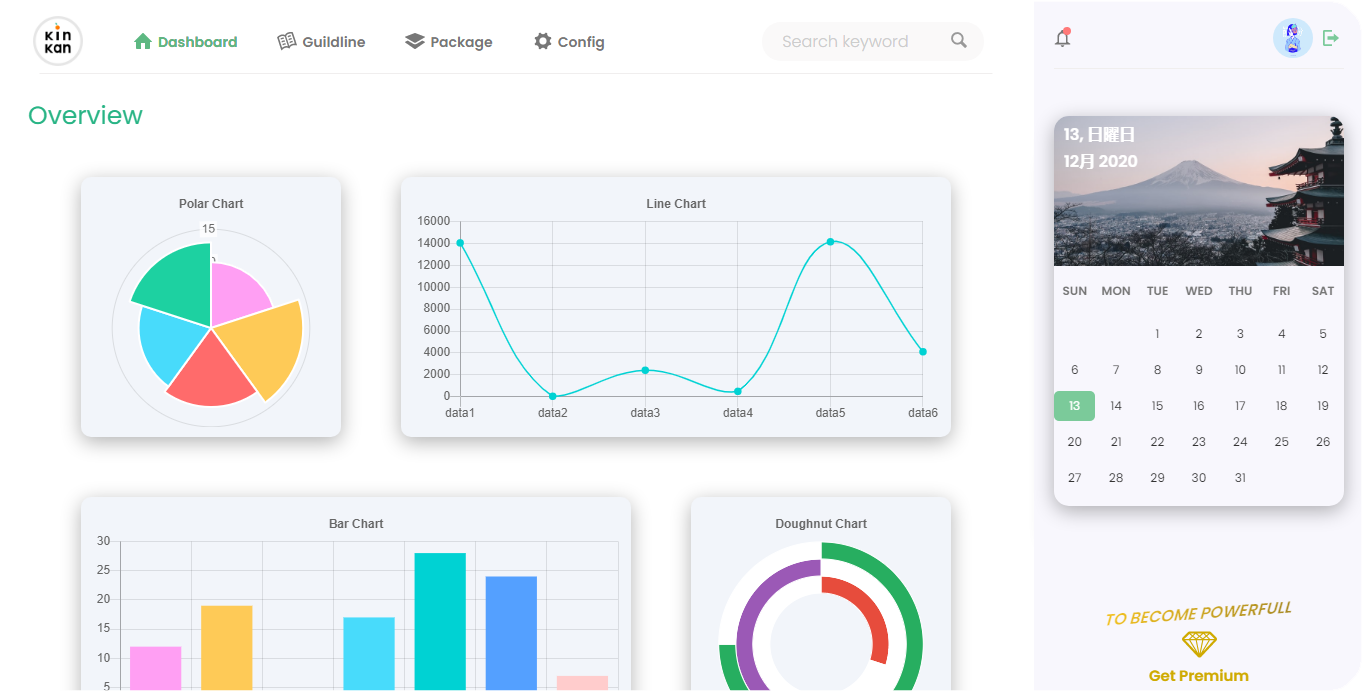 kin
kan
Dashboard
Guildline
Package
Config
Search keyword
Overview
Polar Chart
15
Line Chart
16000
14000
12000
10000
8000
6000
4000
2000
0
data1 data2 data3 data4 data5 data6
Bar Chart
30
25
20
15
10
5
Doughnut Chart
13, 日曜日
12月 2020
SUN MON TUE WED THU FRI SAT
1 2 3 4 5
6 7 8 9 10 11 12
13 14 15 16 17 18 19
20 21 22 23 24 25 26
27 28 29 30 31
TO BECOME POWERFULL
Get Premium